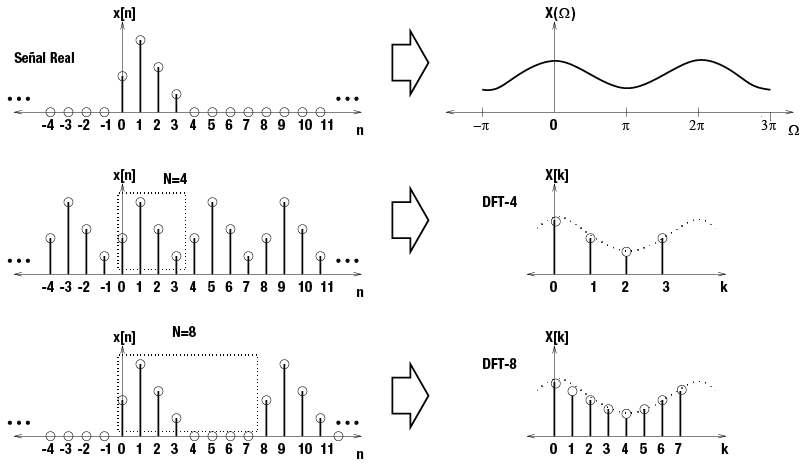 x[n]
X(Ω)
Señal Real
-4 -3 -2 -1 0 1 2 3 4 5 6 7 8 9 10 11 n
−π 0 π 2π 3π Ω
x[n]
N=4
X[k]
DFT-4
-4 -3 -2 -1 0 1 2 3 4 5 6 7 8 9 10 11 n
0 1 2 3 k
x[n]
N=8
X[k]
DFT-8
-4 -3 -2 -1 0 1 2 3 4 5 6 7 8 9 10 11 n
0 1 2 3 4 5 6 7 k